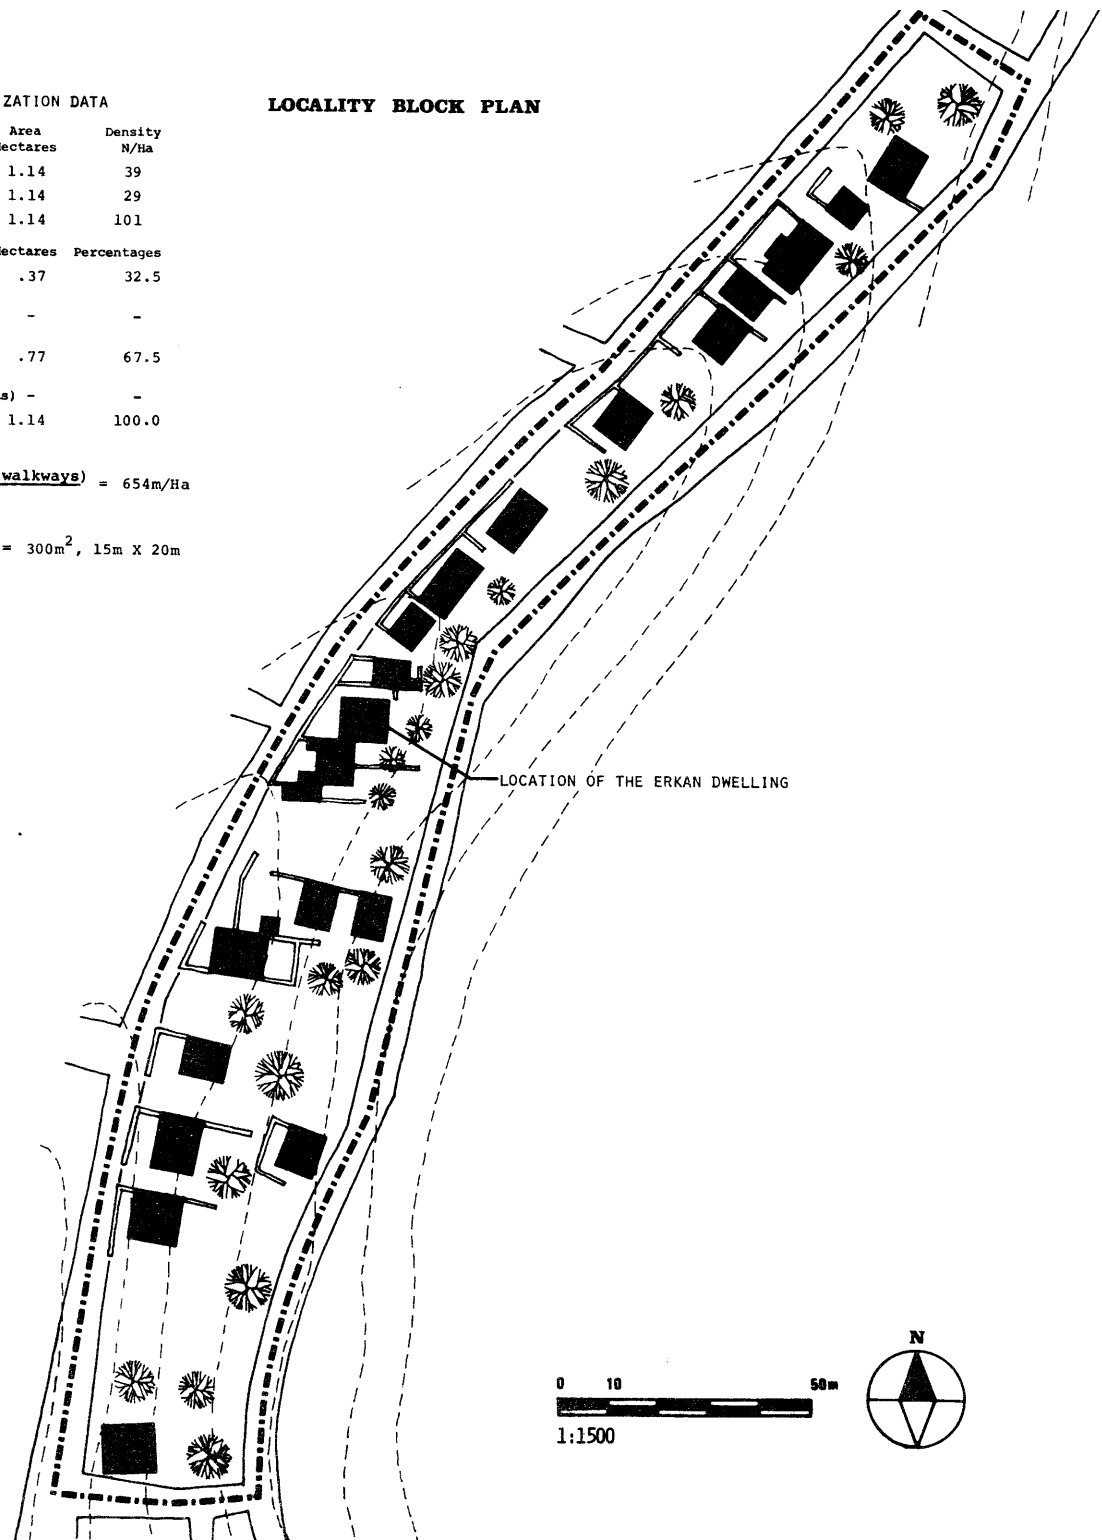 ZATION DATA
LOCALITY BLOCK PLAN
Area Density
ectares N/Ha
1.14 39
1.14 29
1.14 101
ectares Percentages
.37 32.5
- -
.77 67.5
s) - -
1.14 100.0
walkways) = 654m/Ha
= 300m², 15m X 20m
LOCATION OF THE ERKAN DWELLING
N
0 10 50m
1:1500